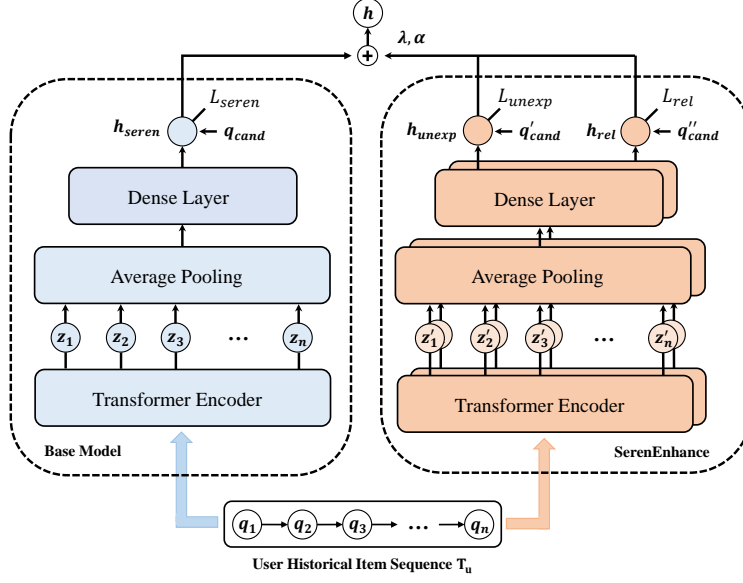 h
+
λ, α
L_seren
h_seren
q_cand
L_unexp
h_unexp
q'_cand
L_rel
h_rel
q''_cand
Dense Layer
Dense Layer
Average Pooling
Average Pooling
z_1 z_2 z_3 ... z_n
z'_1 z'_2 z'_3 ... z'_n
Transformer Encoder
Transformer Encoder
Base Model
SerenEnhance
q_1 q_2 q_3 ... q_n
User Historical Item Sequence T_u